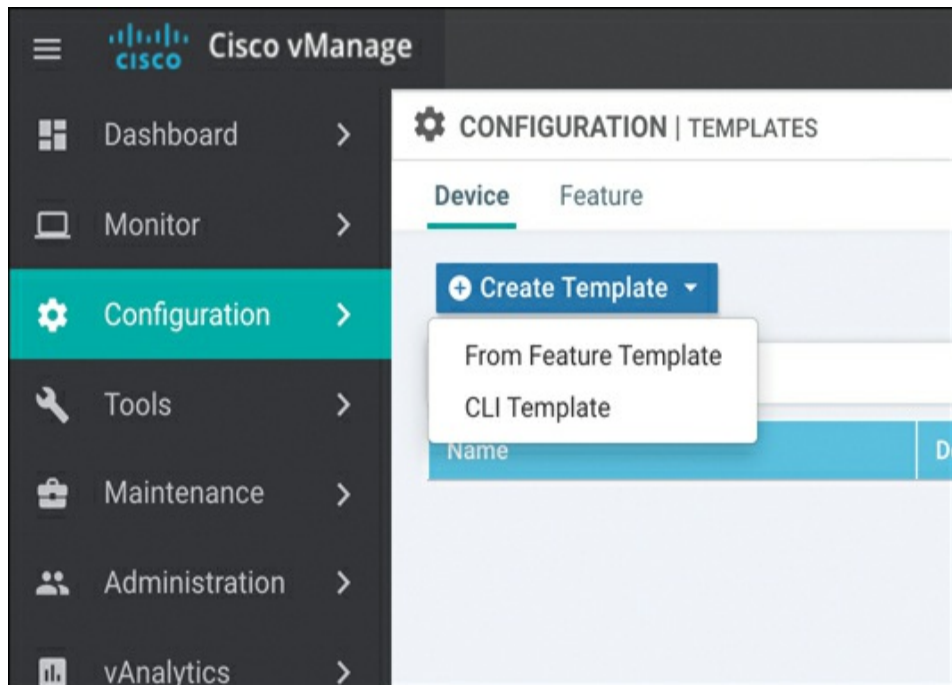 CISCO
Cisco vManage
Dashboard
Monitor
Configuration
Tools
Maintenance
Administration
vAnalytics
CONFIGURATION | TEMPLATES
Device Feature
Create Template
From Feature Template
CLI Template
Name